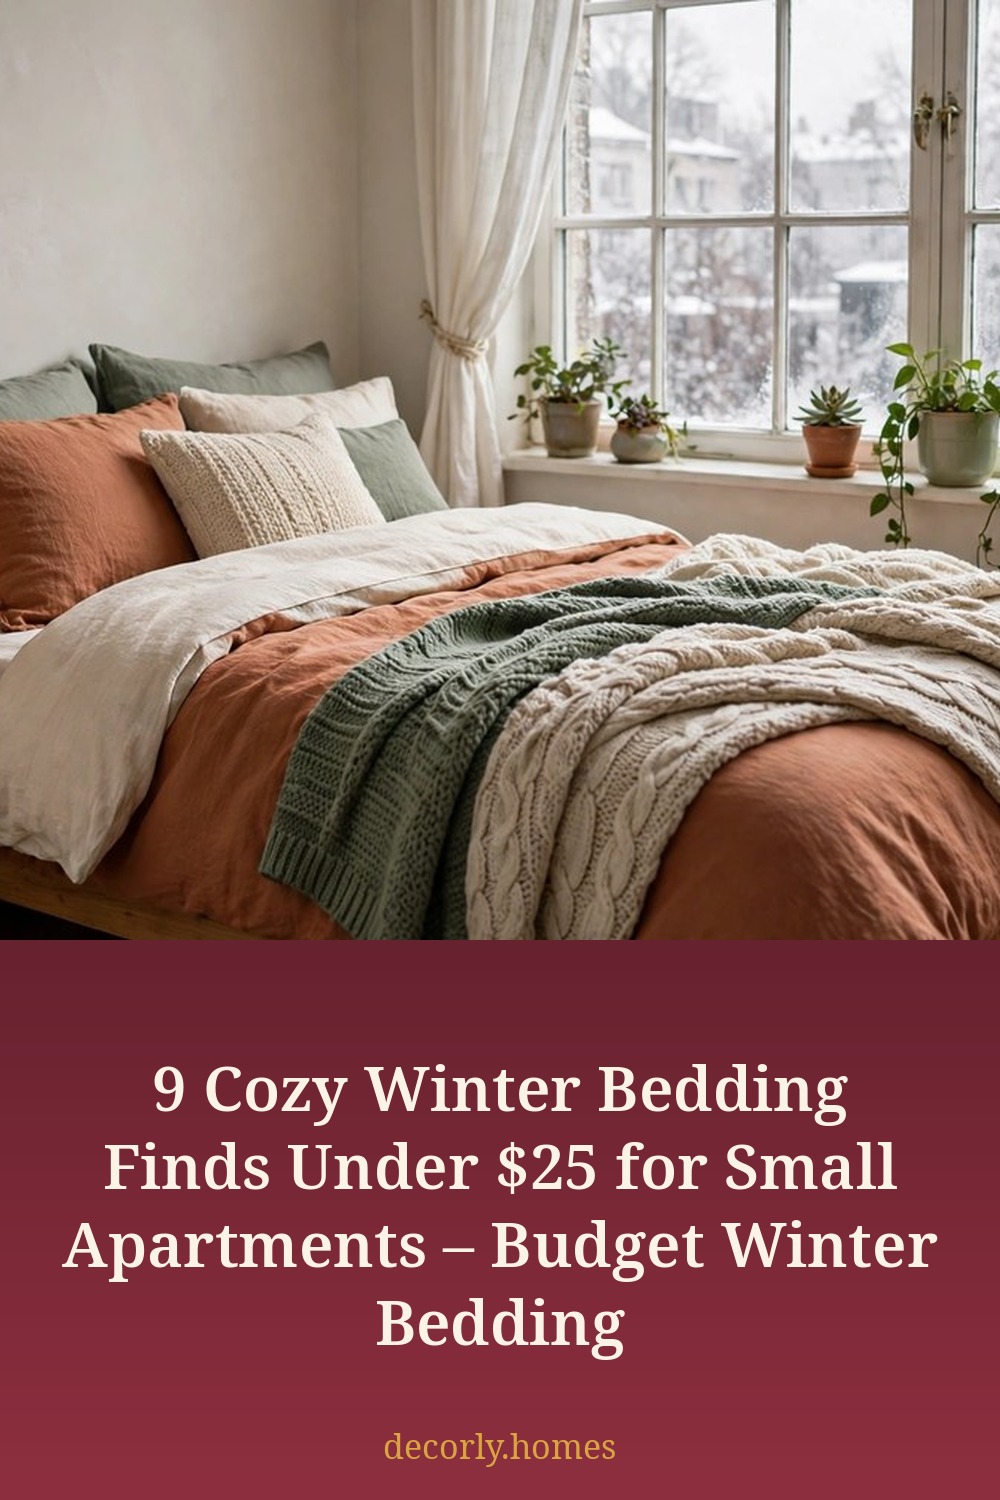 9 Cozy Winter Bedding
Finds Under $25 for Small
Apartments – Budget Winter
Bedding
decorly.homes